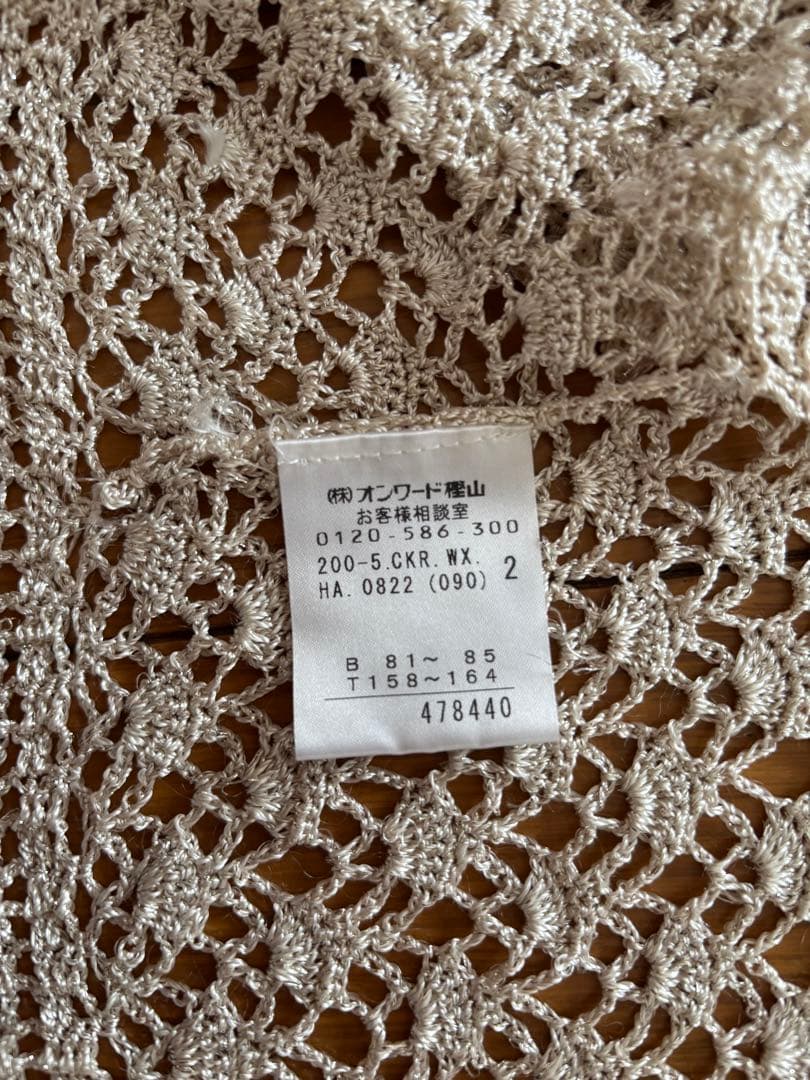 (株)オンワード樫山
お客様相談室
0120-586-300
200-5.CKR.WX. 2
HA.0822 (090)
B 81～ 85
T158～164
478440